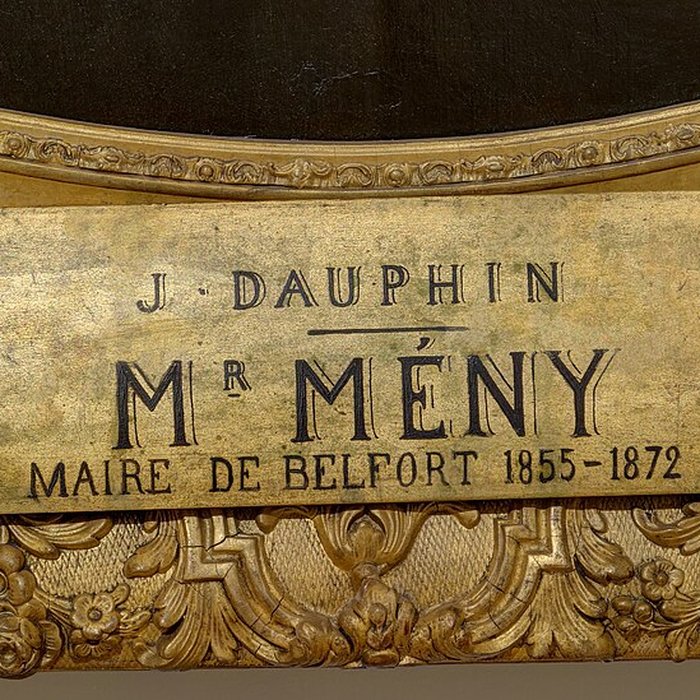 J. DAUPHIN
MR MÉNY
MAIRE DE BELFORT 1855-1872